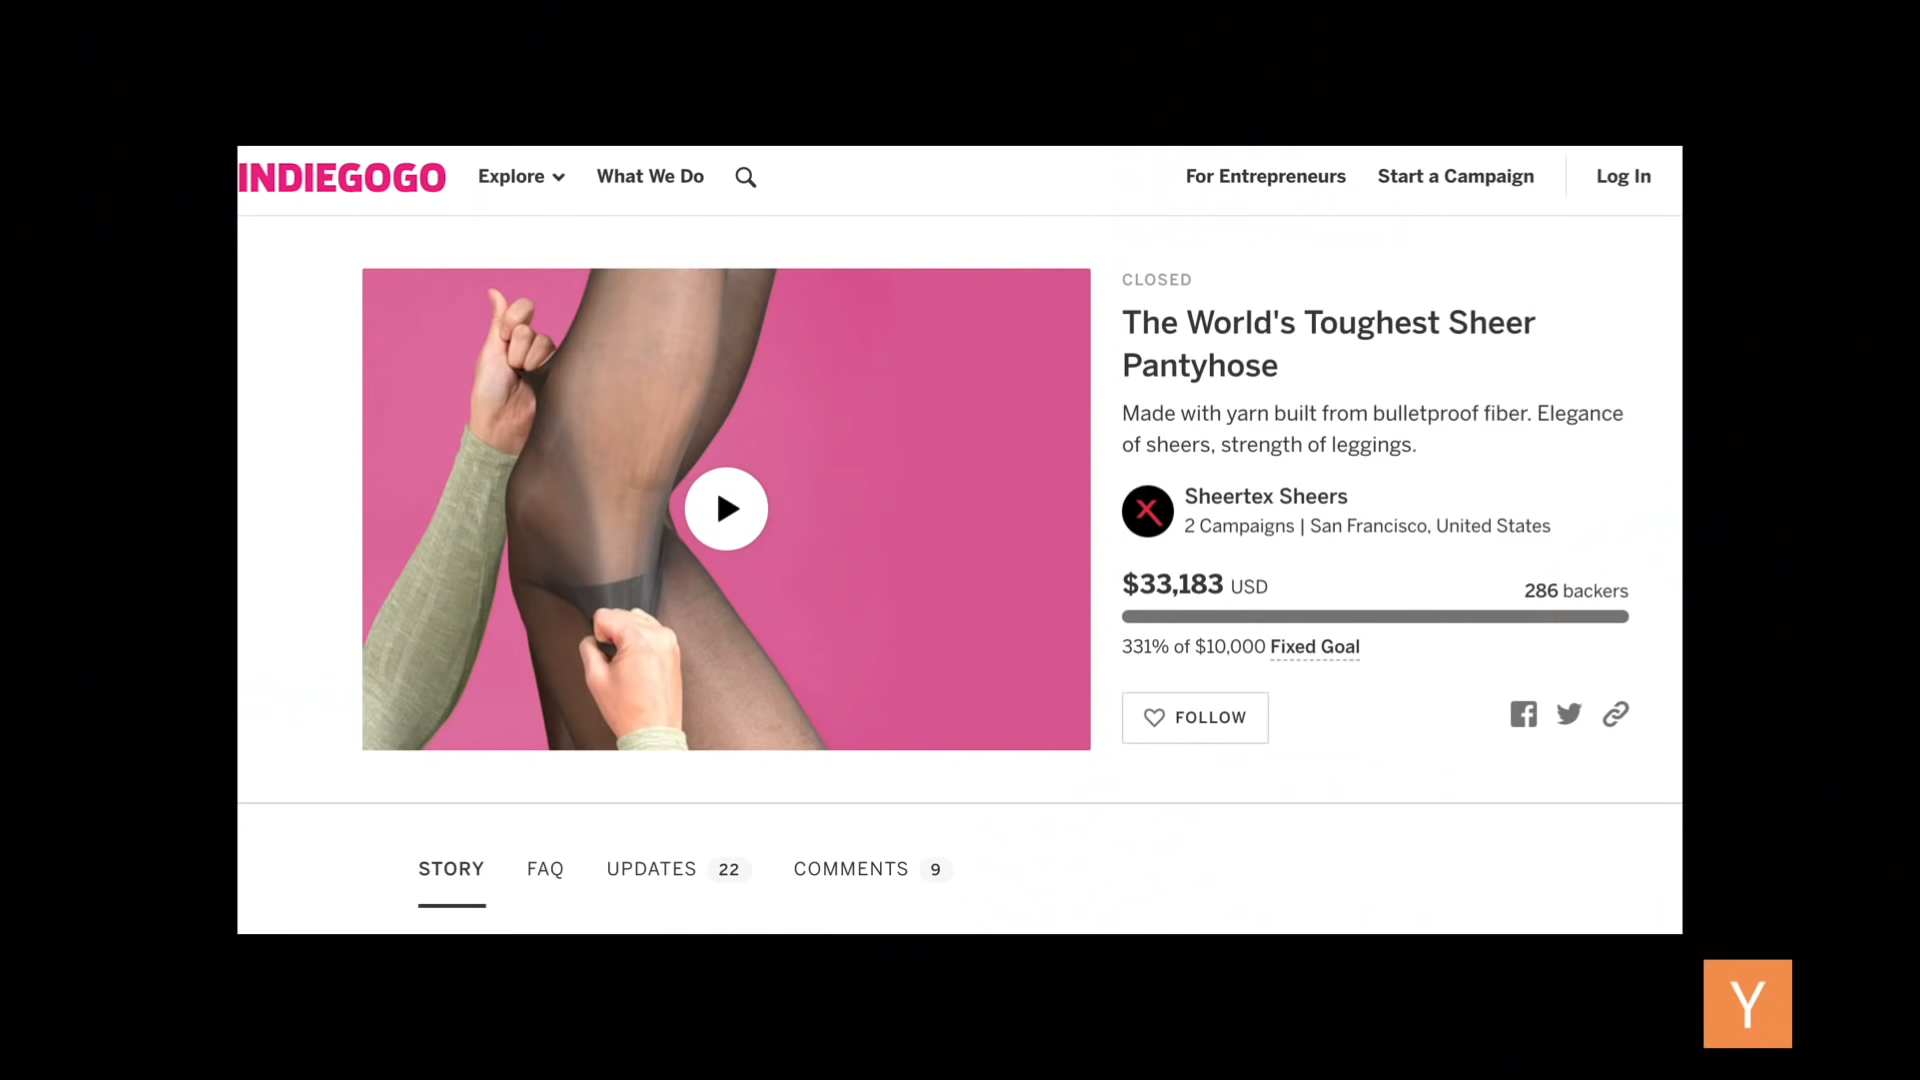 INDIEGOGO Explore What We Do For Entrepreneurs Start a Campaign Log In
CLOSED
The World's Toughest Sheer
Pantyhose
Made with yarn built from bulletproof fiber. Elegance
of sheers, strength of leggings.
X
Sheertex Sheers
2 Campaigns | San Francisco, United States
$33,183 USD 286 backers
331% of $10,000 Fixed Goal
FOLLOW
STORY FAQ UPDATES 22 COMMENTS 9
Y